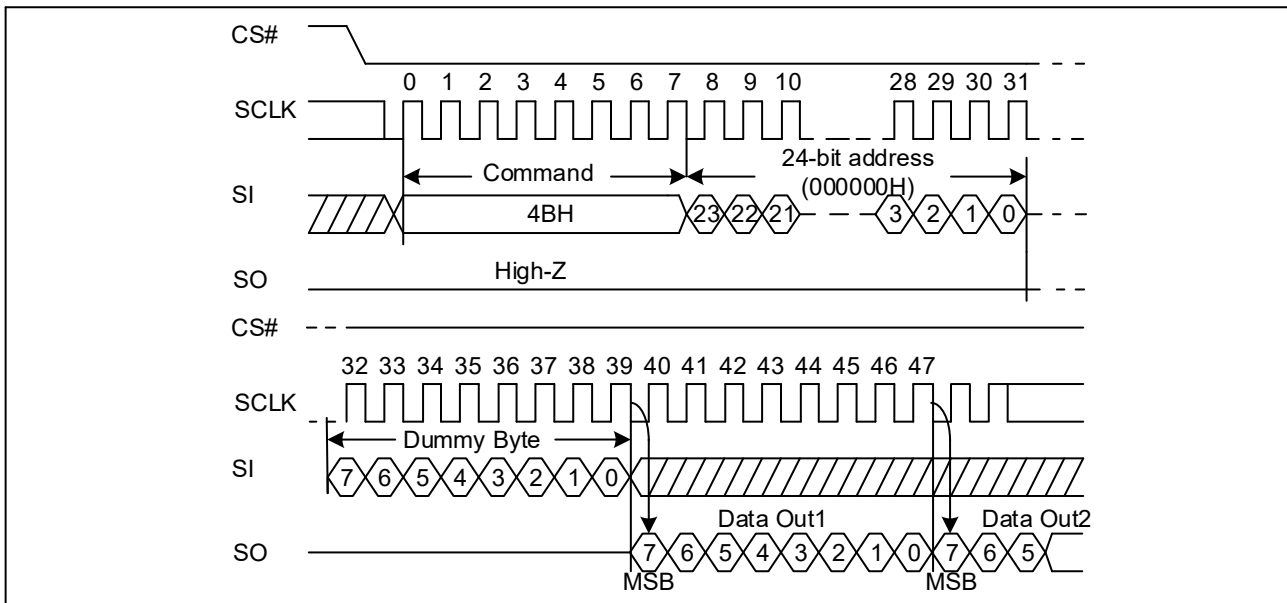 CS#
0 1 2 3 4 5 6 7 8 9 10 28 29 30 31
SCLK
Command
24-bit address
(000000H)
SI
4BH
23 22 21 3 2 1 0
High-Z
SO
CS#
32 33 34 35 36 37 38 39 40 41 42 43 44 45 46 47
SCLK
Dummy Byte
SI
7 6 5 4 3 2 1 0
Data Out1 Data Out2
SO
7 6 5 4 3 2 1 0 7 6 5
MSB MSB